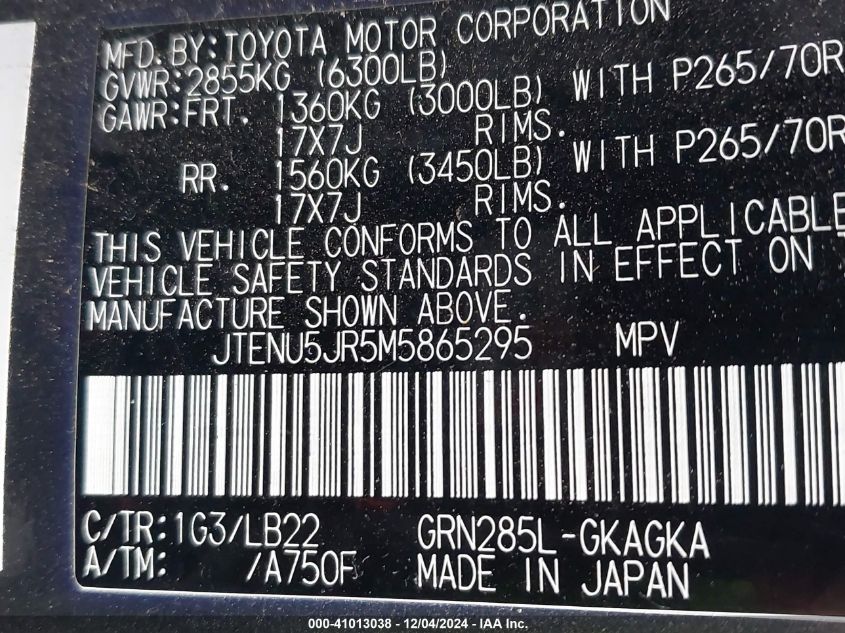 MFD. BY: TOYOTA MOTOR CORPORATION
GVWR: 2855KG (6300LB)
GAWR: FRT. 1360KG (3000LB) WITH P265/70R
17X7J RIMS.
RR. 1560KG (3450LB) WITH P265/70R
17X7J RIMS.
THIS VEHICLE CONFORMS TO ALL APPLICABLE
VEHICLE SAFETY STANDARDS IN EFFECT ON
MANUFACTURE SHOWN ABOVE.
JTENU5JR5M5865295 MPV
C/TR: 1G3/LB22 GRN285L-GKAGKA
A/TM: /A750F MADE IN JAPAN
000-41013038 - 12/04/2024 - IAA Inc.